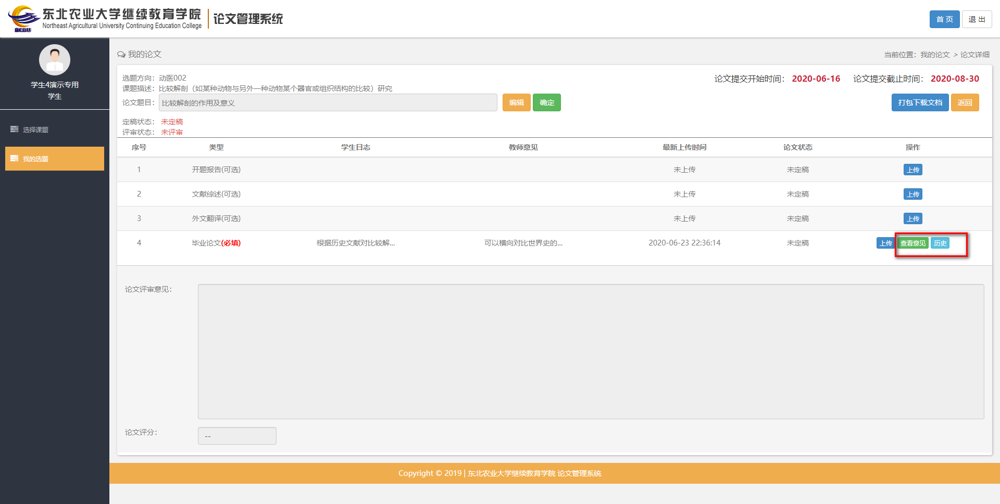 东北农业大学继续教育学院
Northeast Agricultural University Continuing Education College
论文管理系统
首 页
退 出
NEAU
学生4演示专用
学生
选择课题
我的选题
我的论文
当前位置：我的论文 > 论文详细
选题方向：动医002
论文提交开始时间： 2020-06-16 论文提交截止时间： 2020-08-30
课题描述：比较解剖（如某种动物与另外一种动物某个器官或组织结构的比较）研究
论文题目： 比较解剖的作用及意义 编辑 确定 打包下载文档 返回
定稿状态： 未定稿
评审状态： 未评审
序号 类型 学生日志 教师意见 最新上传时间 论文状态 操作
1 开题报告(可选) 未上传 未定稿 上传
2 文献综述(可选) 未上传 未定稿 上传
3 外文翻译(可选) 未上传 未定稿 上传
4 毕业论文(必填) 根据历史文献对比较解... 可以横向对比世界史的... 2020-06-23 22:36:14 未定稿 上传 查看意见 历史
论文评审意见：
论文评分： --
Copyright © 2019 | 东北农业大学继续教育学院 论文管理系统